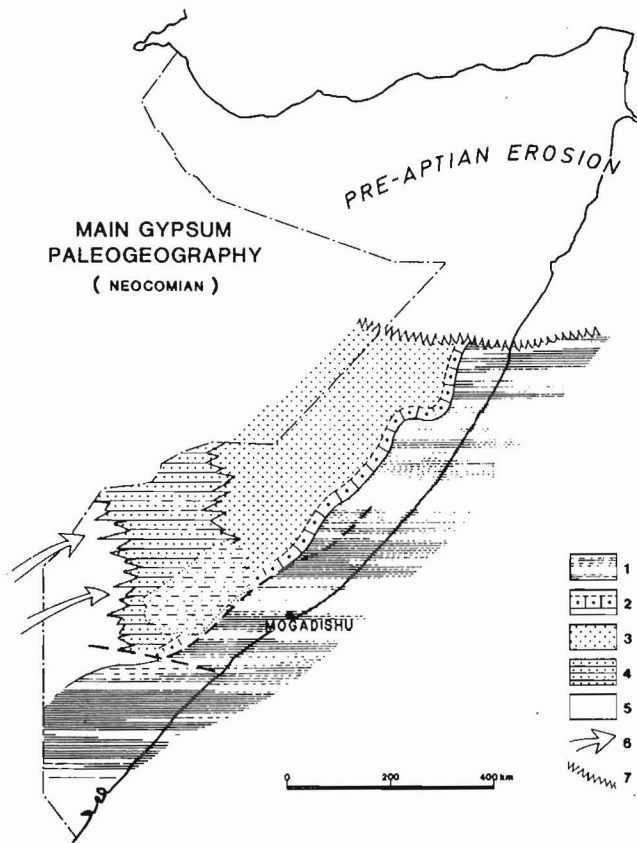 PRE-APTIAN EROSION
MAIN GYPSUM
PALEOGEOGRAPHY
( NEOCOMIAN )
MOGADISHU
1
2
3
4
5
6
7
0 200 400 km